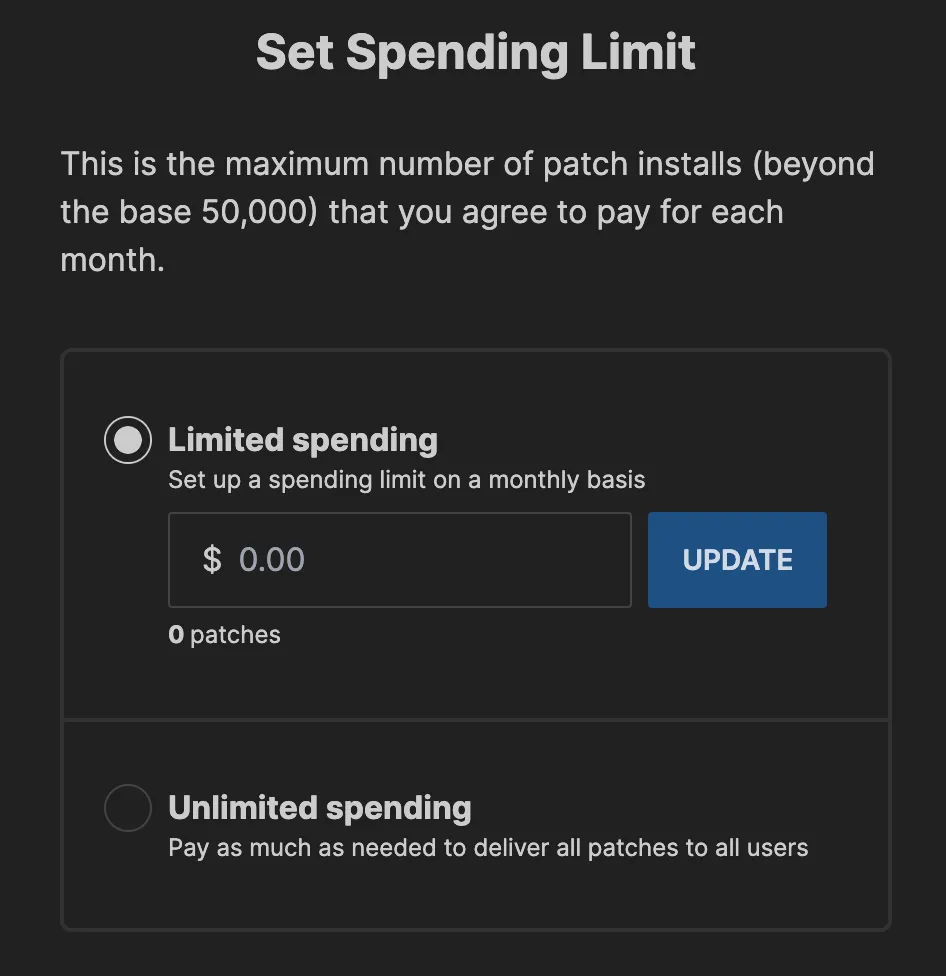 Set Spending Limit
This is the maximum number of patch installs (beyond
the base 50,000) that you agree to pay for each
month.
Limited spending
Set up a spending limit on a monthly basis
$ 0.00
UPDATE
0 patches
Unlimited spending
Pay as much as needed to deliver all patches to all users